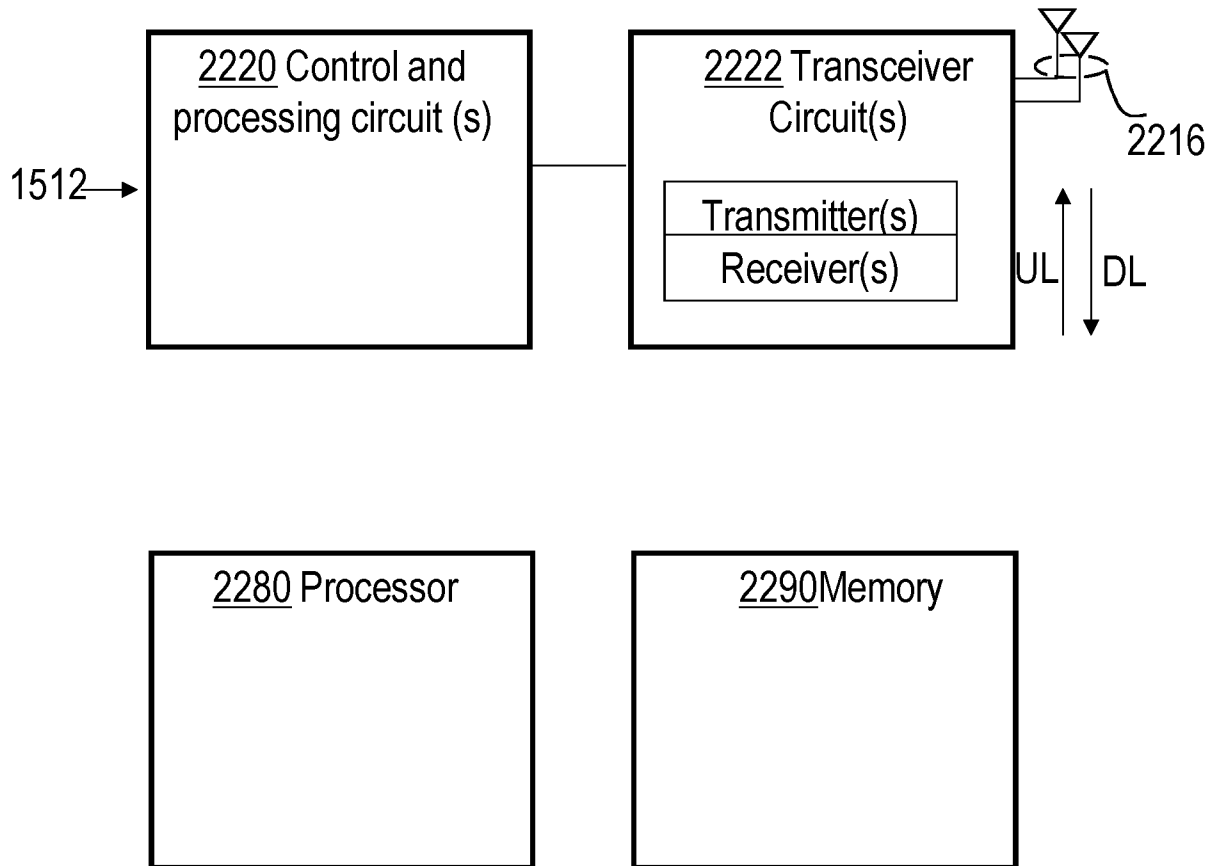 2220 Control and
processing circuit (s)
2222 Transceiver
Circuit(s)
2216
1512
Transmitter(s)
Receiver(s)
UL
DL
2280 Processor
2290Memory